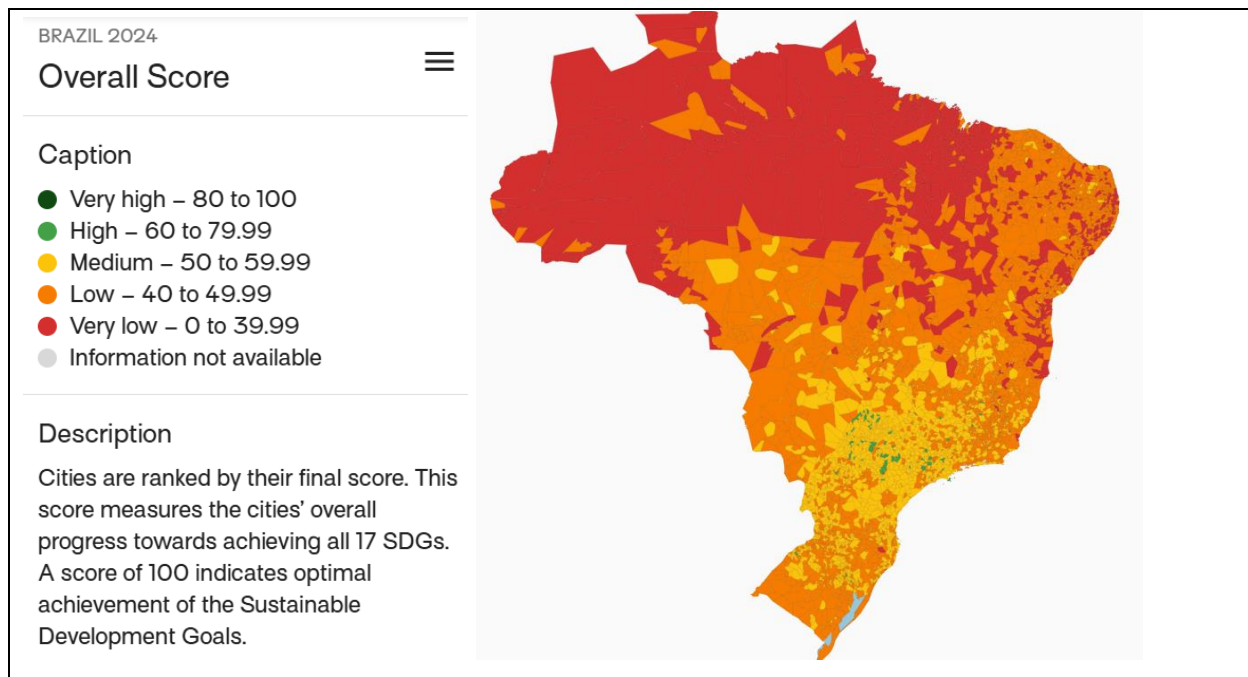 BRAZIL 2024
Overall Score
Caption
Very high – 80 to 100
High – 60 to 79.99
Medium – 50 to 59.99
Low – 40 to 49.99
Very low – 0 to 39.99
Information not available
Description
Cities are ranked by their final score. This
score measures the cities’ overall
progress towards achieving all 17 SDGs.
A score of 100 indicates optimal
achievement of the Sustainable
Development Goals.